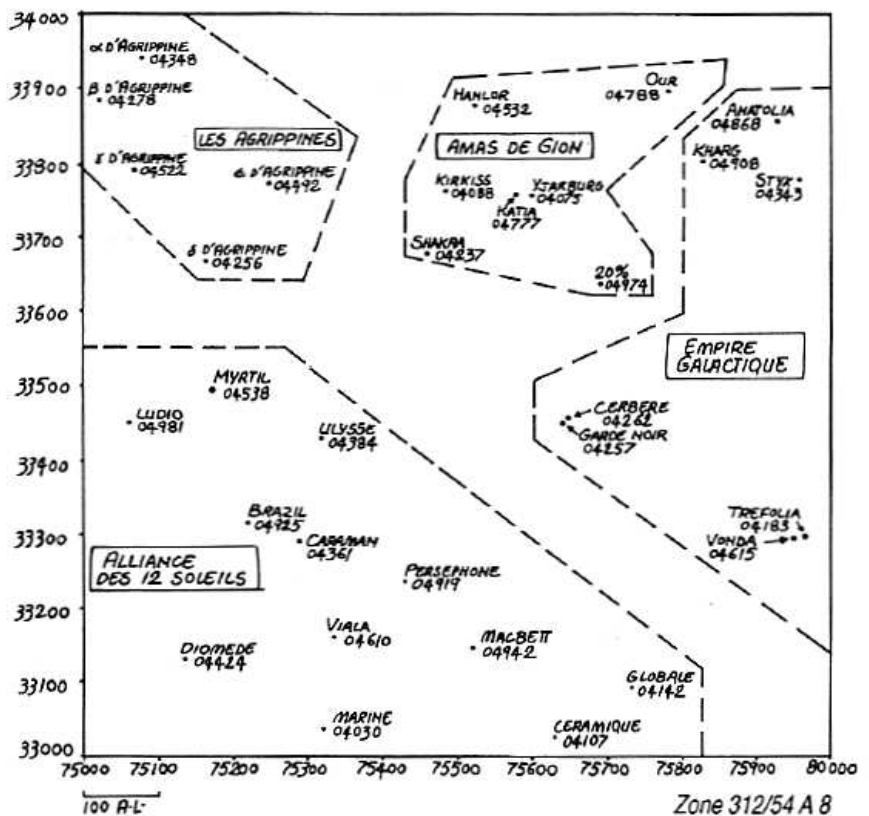 34000
α D'AGRIPPINE
04348
33900
β D'AGRIPPINE
04278
LES AGRIPPINES
HANLOR
04532
OUR
04788
ANATOLIA
04868
AMAS DE GION
33800
γ D'AGRIPPINE
04522
ε D'AGRIPPINE
04492
KIRKISS
04038
KATIA
04777
YJARBURG
04075
KHARG
04908
STYX
04343
33700
δ D'AGRIPPINE
04256
SHAKAA
04237
20%
04974
33600
EMPIRE
GALACTIQUE
33500
MYRTIL
04538
LUDIO
04981
ULYSSE
04384
CERBERE
04262
GARDE NOIR
04257
33400
BRAZIL
04925
CARAMAN
04361
TREFOLIA
04183
VONDA
04615
33300
ALLIANCE
DES 12 SOLEILS
PERSEPHONE
04919
33200
VIALA
04610
DIOMEDE
04424
MACBETT
04942
GLOBALE
04142
33100
MARINE
04030
CERAMIQUE
04107
33000
75000 75200 75300 75400 75500 75600 75700 75800 75900 80000
100 A-L
Zone 312/54 A 8